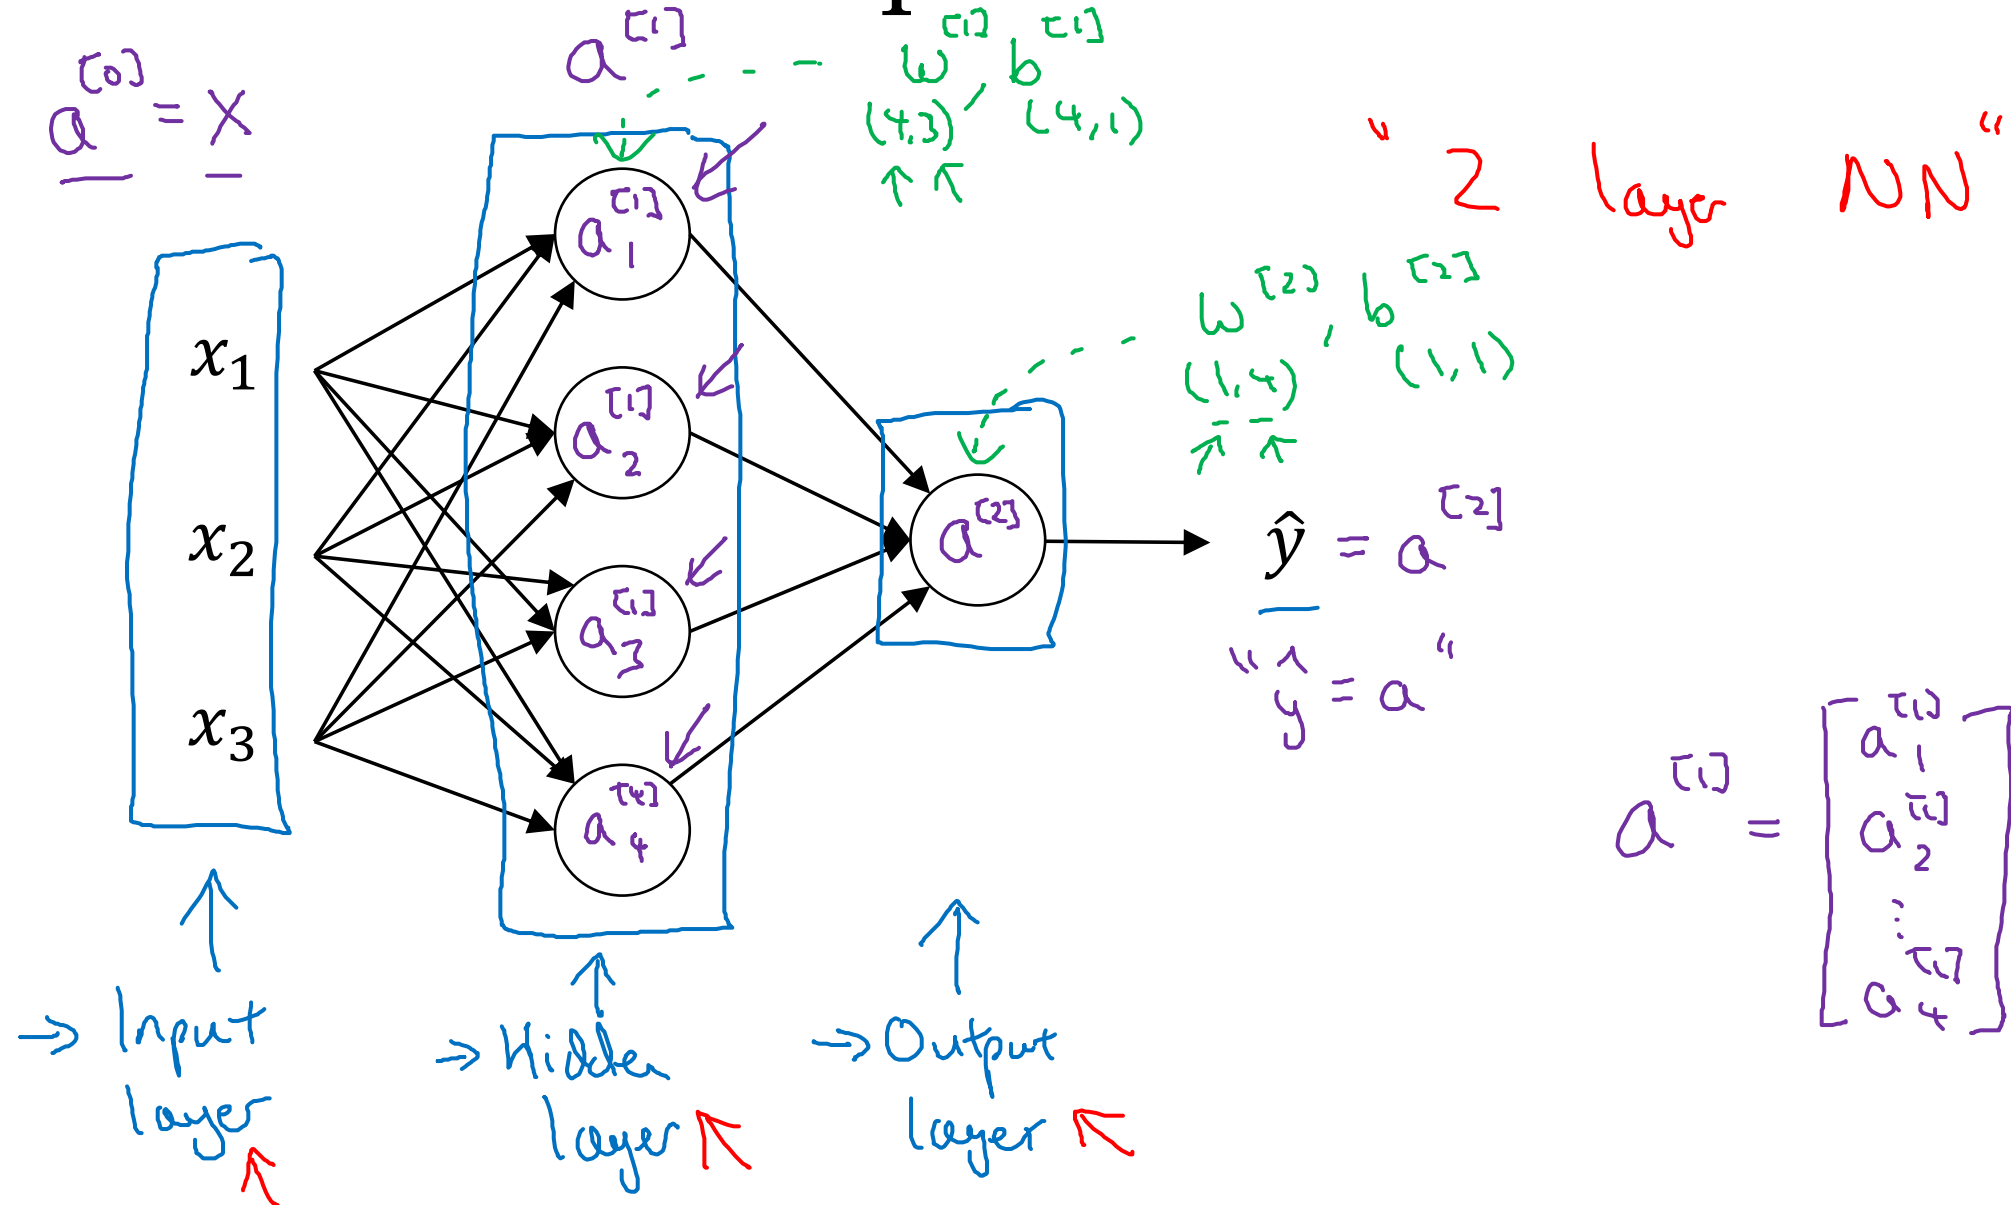 a^[0] = X
a^[1]
w^[1], b^[1]
(4,3) (4,1)
"2 layer NN"
x₁
x₂
x₃
a₁^[1]
a₂^[1]
a₃^[1]
a₄^[4]
a^[2]
w^[2], b^[2]
(1,4) (1,1)
ŷ = a^[2]
"ŷ = a"
a^[1] = [a₁^[1]
a₂^[1]
⋮
a₄^[1]]
→ Input
layer
→ Hidden
layer
→ Output
layer